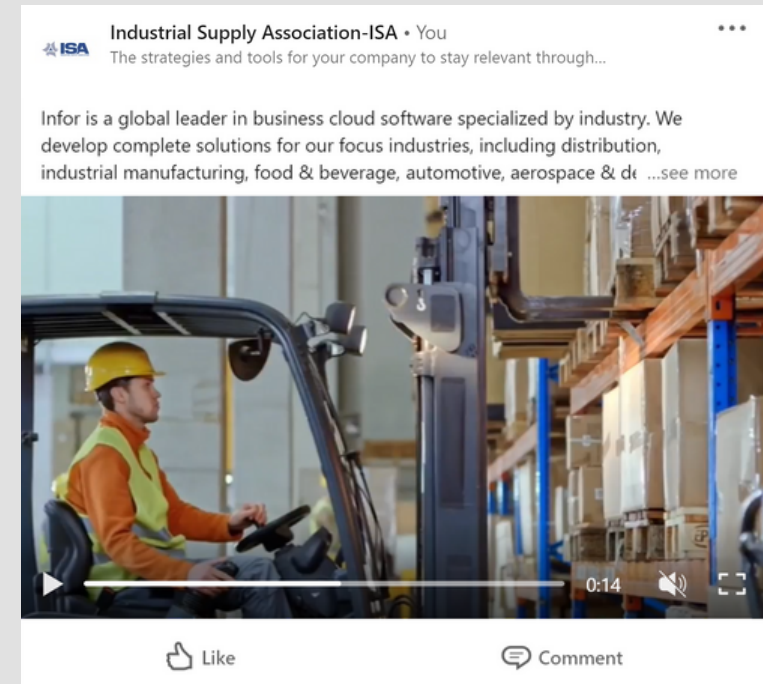 ISA
Industrial Supply Association-ISA • You
The strategies and tools for your company to stay relevant through...
Infor is a global leader in business cloud software specialized by industry. We
develop complete solutions for our focus industries, including distribution,
industrial manufacturing, food & beverage, automotive, aerospace & de ...see more
0:14
Like
Comment